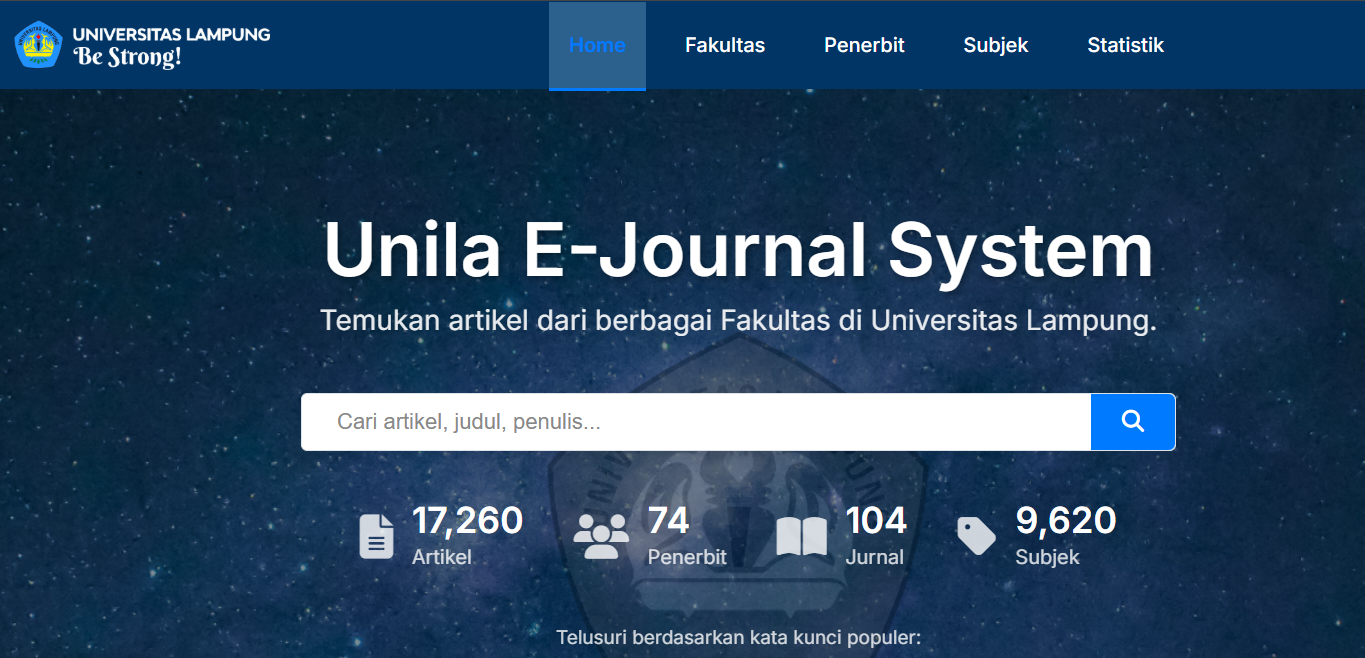 UNIVERSITAS LAMPUNG
Be Strong!
Home
Fakultas
Penerbit
Subjek
Statistik
Unila E-Journal System
Temukan artikel dari berbagai Fakultas di Universitas Lampung.
Cari artikel, judul, penulis...
17,260
Artikel
74
Penerbit
104
Jurnal
9,620
Subjek
Telusuri berdasarkan kata kunci populer: